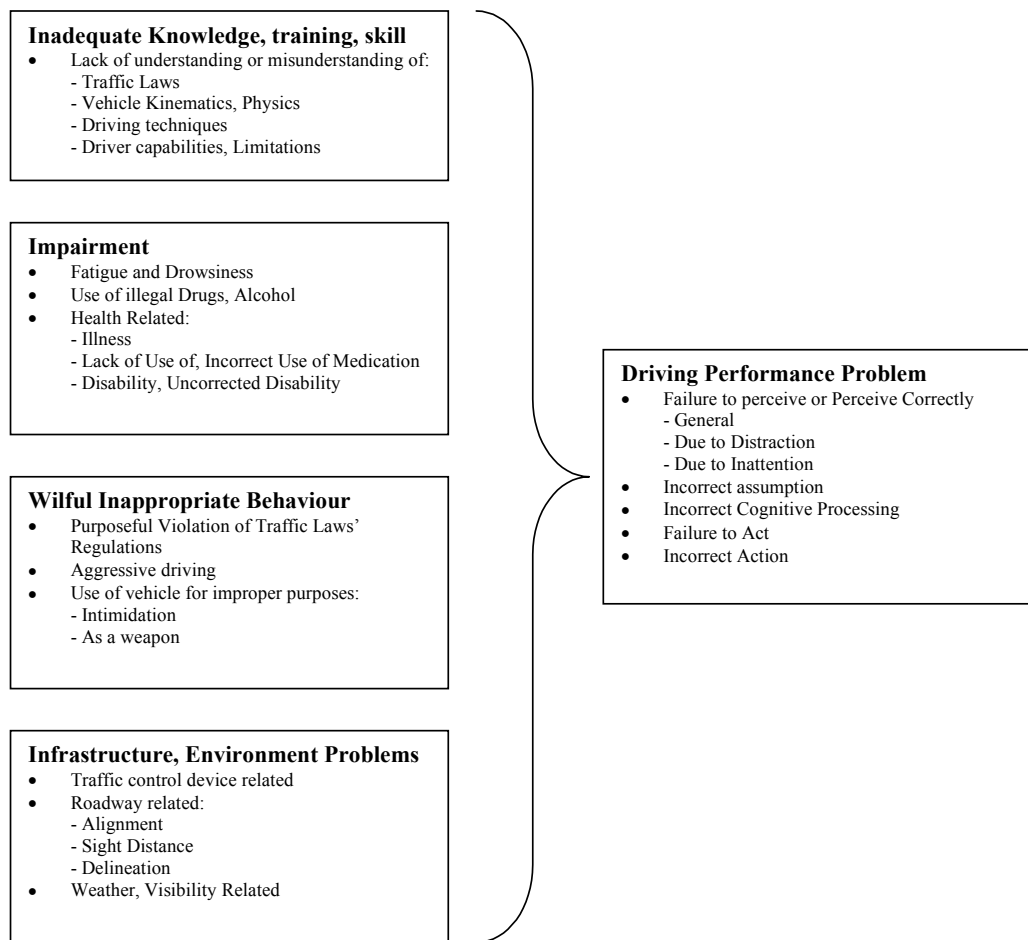 Inadequate Knowledge, training, skill
• Lack of understanding or misunderstanding of:
- Traffic Laws
- Vehicle Kinematics, Physics
- Driving techniques
- Driver capabilities, Limitations
Impairment
• Fatigue and Drowsiness
• Use of illegal Drugs, Alcohol
• Health Related:
- Illness
- Lack of Use of, Incorrect Use of Medication
- Disability, Uncorrected Disability
Wilful Inappropriate Behaviour
• Purposeful Violation of Traffic Laws’
Regulations
• Aggressive driving
• Use of vehicle for improper purposes:
- Intimidation
- As a weapon
Infrastructure, Environment Problems
• Traffic control device related
• Roadway related:
- Alignment
- Sight Distance
- Delineation
• Weather, Visibility Related
Driving Performance Problem
• Failure to perceive or Perceive Correctly
- General
- Due to Distraction
- Due to Inattention
• Incorrect assumption
• Incorrect Cognitive Processing
• Failure to Act
• Incorrect Action